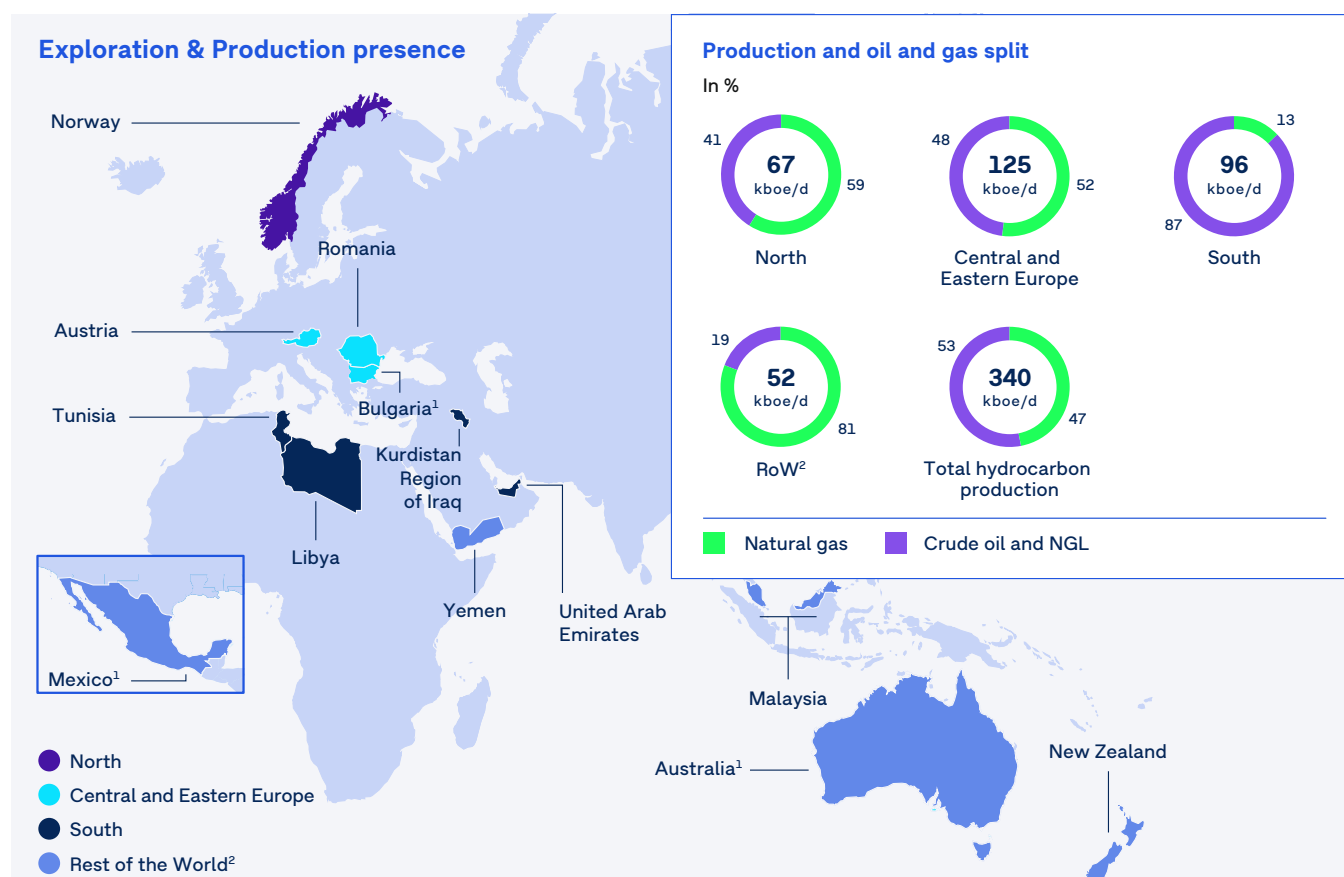 Exploration & Production presence
Norway
Romania
Austria
Bulgaria¹
Tunisia
Kurdistan
Region
of Iraq
Libya
Yemen
United Arab
Emirates
Mexico¹
Malaysia
Australia¹
New Zealand
North
Central and Eastern Europe
South
Rest of the World²
Production and oil and gas split
In %
41
67
kboe/d
59
North
48
125
kboe/d
52
Central and
Eastern Europe
13
96
kboe/d
87
South
19
52
kboe/d
81
RoW²
53
340
kboe/d
47
Total hydrocarbon
production
Natural gas
Crude oil and NGL